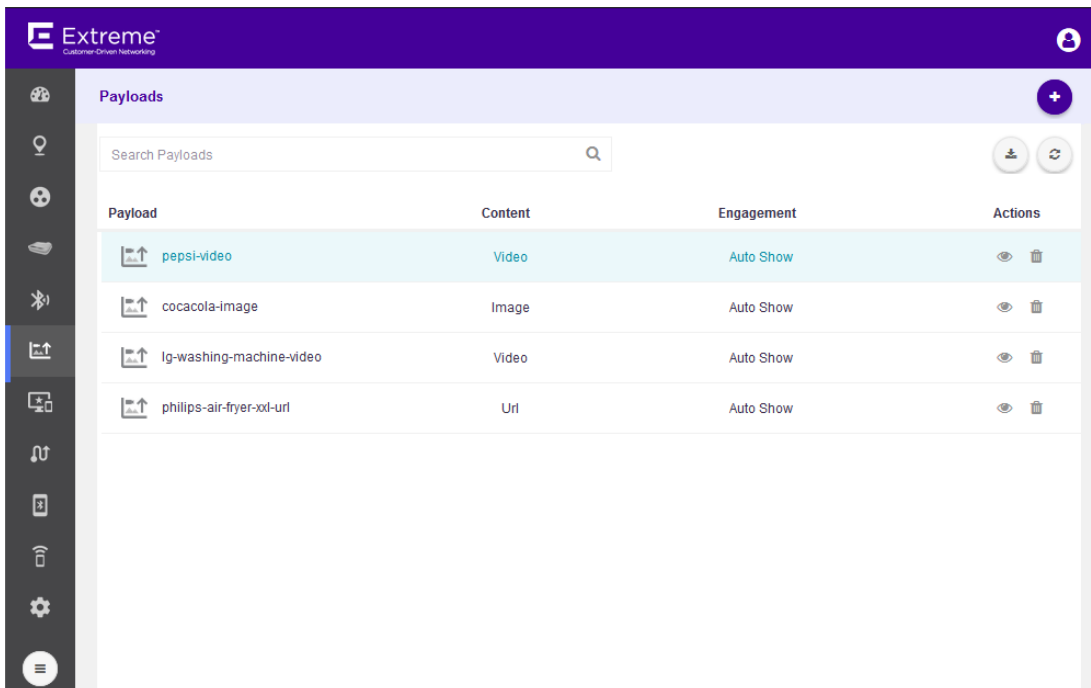 Extreme™
Customer-Driven Networking
Payloads
Search Payloads
Payload Content Engagement Actions
pepsi-video Video Auto Show
cocacola-image Image Auto Show
lg-washing-machine-video Video Auto Show
philips-air-fryer-xxl-url Url Auto Show